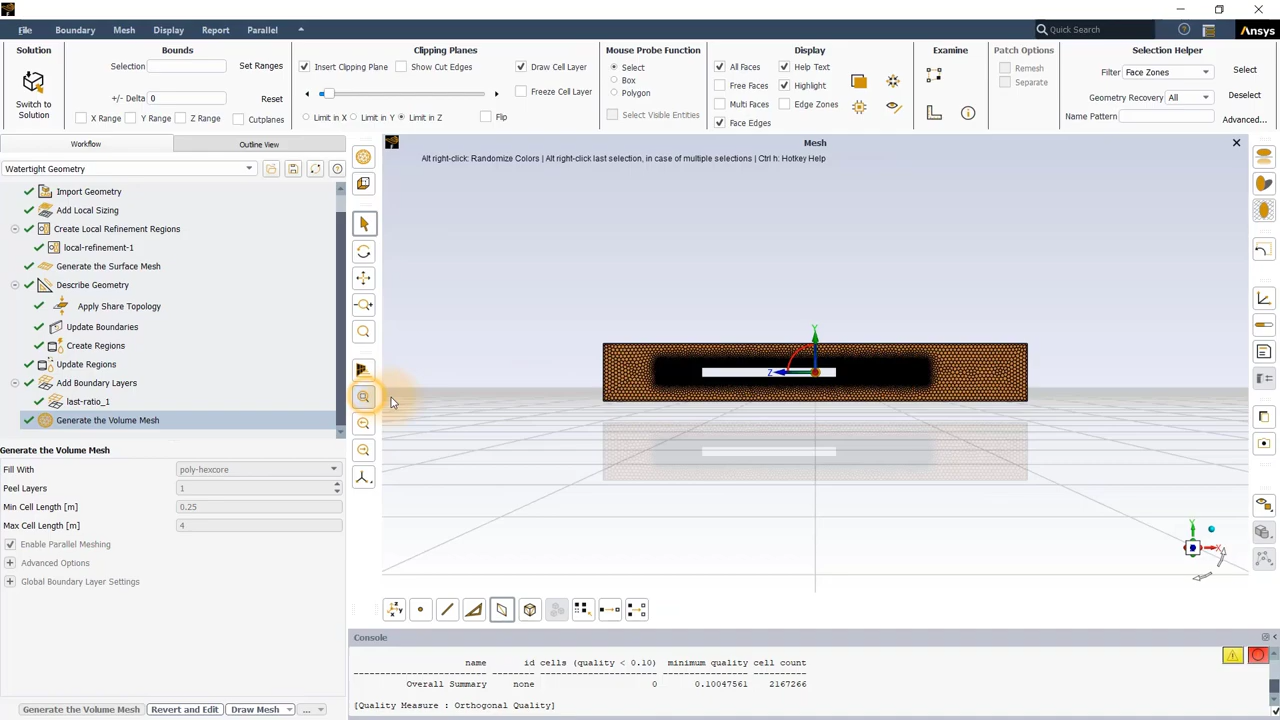 File Boundary Mesh Display Report Parallel Quick Search Ansys
Solution Bounds Clipping Planes Mouse Probe Function Display Examine Patch Options Selection Helper
Selection Set Ranges Insert Clipping Plane Show Cut Edges Draw Cell Layer Select All Faces Help Text Remesh Filter Face Zones Select
Box Free Faces Highlight Separate
Freeze Cell Layer Polygon Geometry Recovery All Deselect
Switch to Solution +/- Delta 0 Reset Multi Faces Edge Zones
X Range Y Range Z Range Cutplanes Limit in X Limit in Y Limit in Z Flip Select Visible Entities Face Edges Name Pattern Advanced...
Workflow Outline View Mesh
Alt right-click: Randomize Colors | Alt right-click last selection, in case of multiple selections | Ctrl h: Hotkey Help
Watertight Geometry
Import Geometry
Add Local Sizing
Create Local Refinement Regions
local-refinement-1
Generate the Surface Mesh
Describe Geometry
Apply Share Topology
Update Boundaries
Create Regions
Update Regions
Add Boundary Layers
last-ratio_1
Generate the Volume Mesh
Y
Z
Y
X
Generate the Volume Mesh
Fill With poly-hexcore
Peel Layers 1
Min Cell Length [m] 0.25
Max Cell Length [m] 4
Enable Parallel Meshing
Advanced Options
Global Boundary Layer Settings
Generate the Volume Mesh Revert and Edit Draw Mesh ...
Console
name id cells (quality < 0.10) minimum quality cell count
Overall Summary none 0 0.10047561 2167266
[Quality Measure : Orthogonal Quality]